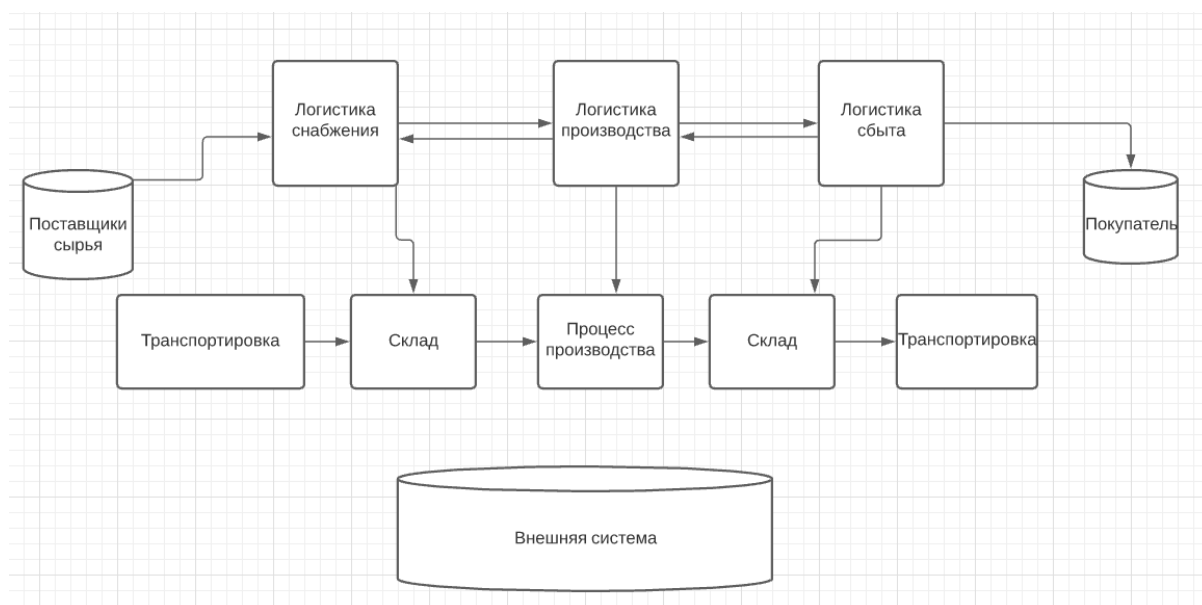 Логистика
снабжения
Логистика
производства
Логистика
сбыта
Поставщики
сырья
Покупатель
Транспортировка
Склад
Процесс
производства
Склад
Транспортировка
Внешняя система